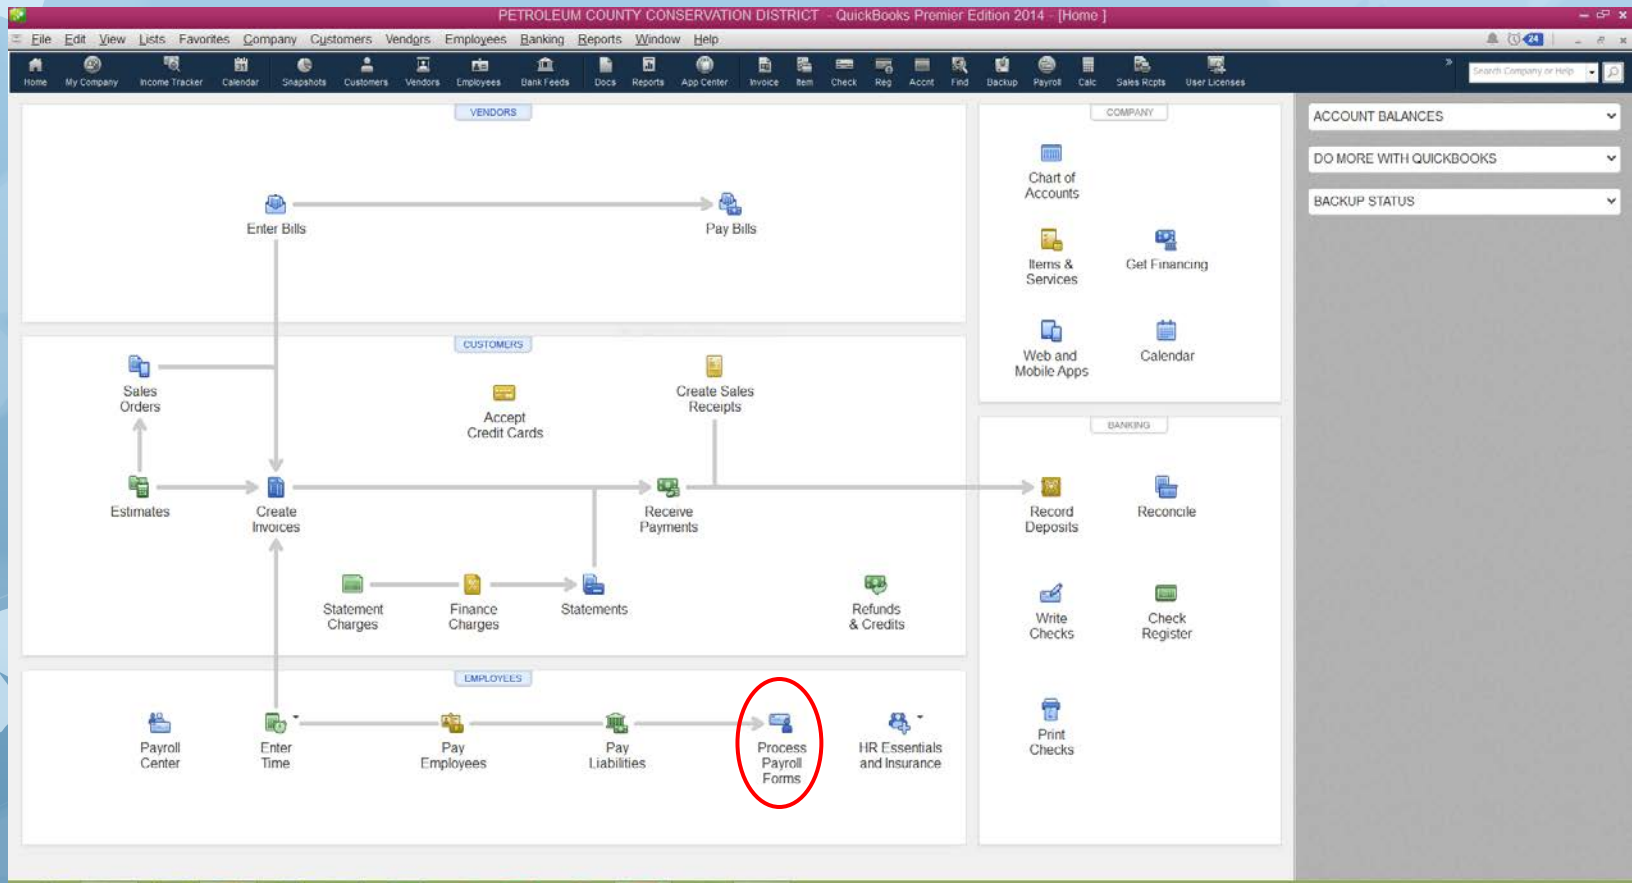 PETROLEUM COUNTY CONSERVATION DISTRICT - QuickBooks Premier Edition 2014 - [Home ]
File Edit View Lists Favorites Company Customers Vendors Employees Banking Reports Window Help
24
Home My Company Income Tracker Calendar Snapshots Customers Vendors Employees Bank Feeds Docs Reports App Center Invoice Item Check Reg Accnt Find Backup Payroll Calc Sales Rcpts User Licenses
Search Company or Help
VENDORS
Enter Bills
Pay Bills
CUSTOMERS
Sales
Orders
Accept
Credit Cards
Create Sales
Receipts
Estimates
Create
Invoices
Receive
Payments
Statement
Charges
Finance
Charges
Statements
Refunds
& Credits
EMPLOYEES
Payroll
Center
Enter
Time
Pay
Employees
Pay
Liabilities
Process
Payroll
Forms
HR Essentials
and Insurance
COMPANY
Chart of
Accounts
Items &
Services
Get Financing
Web and
Mobile Apps
Calendar
BANKING
Record
Deposits
Reconcile
Write
Checks
Check
Register
Print
Checks
ACCOUNT BALANCES
DO MORE WITH QUICKBOOKS
BACKUP STATUS